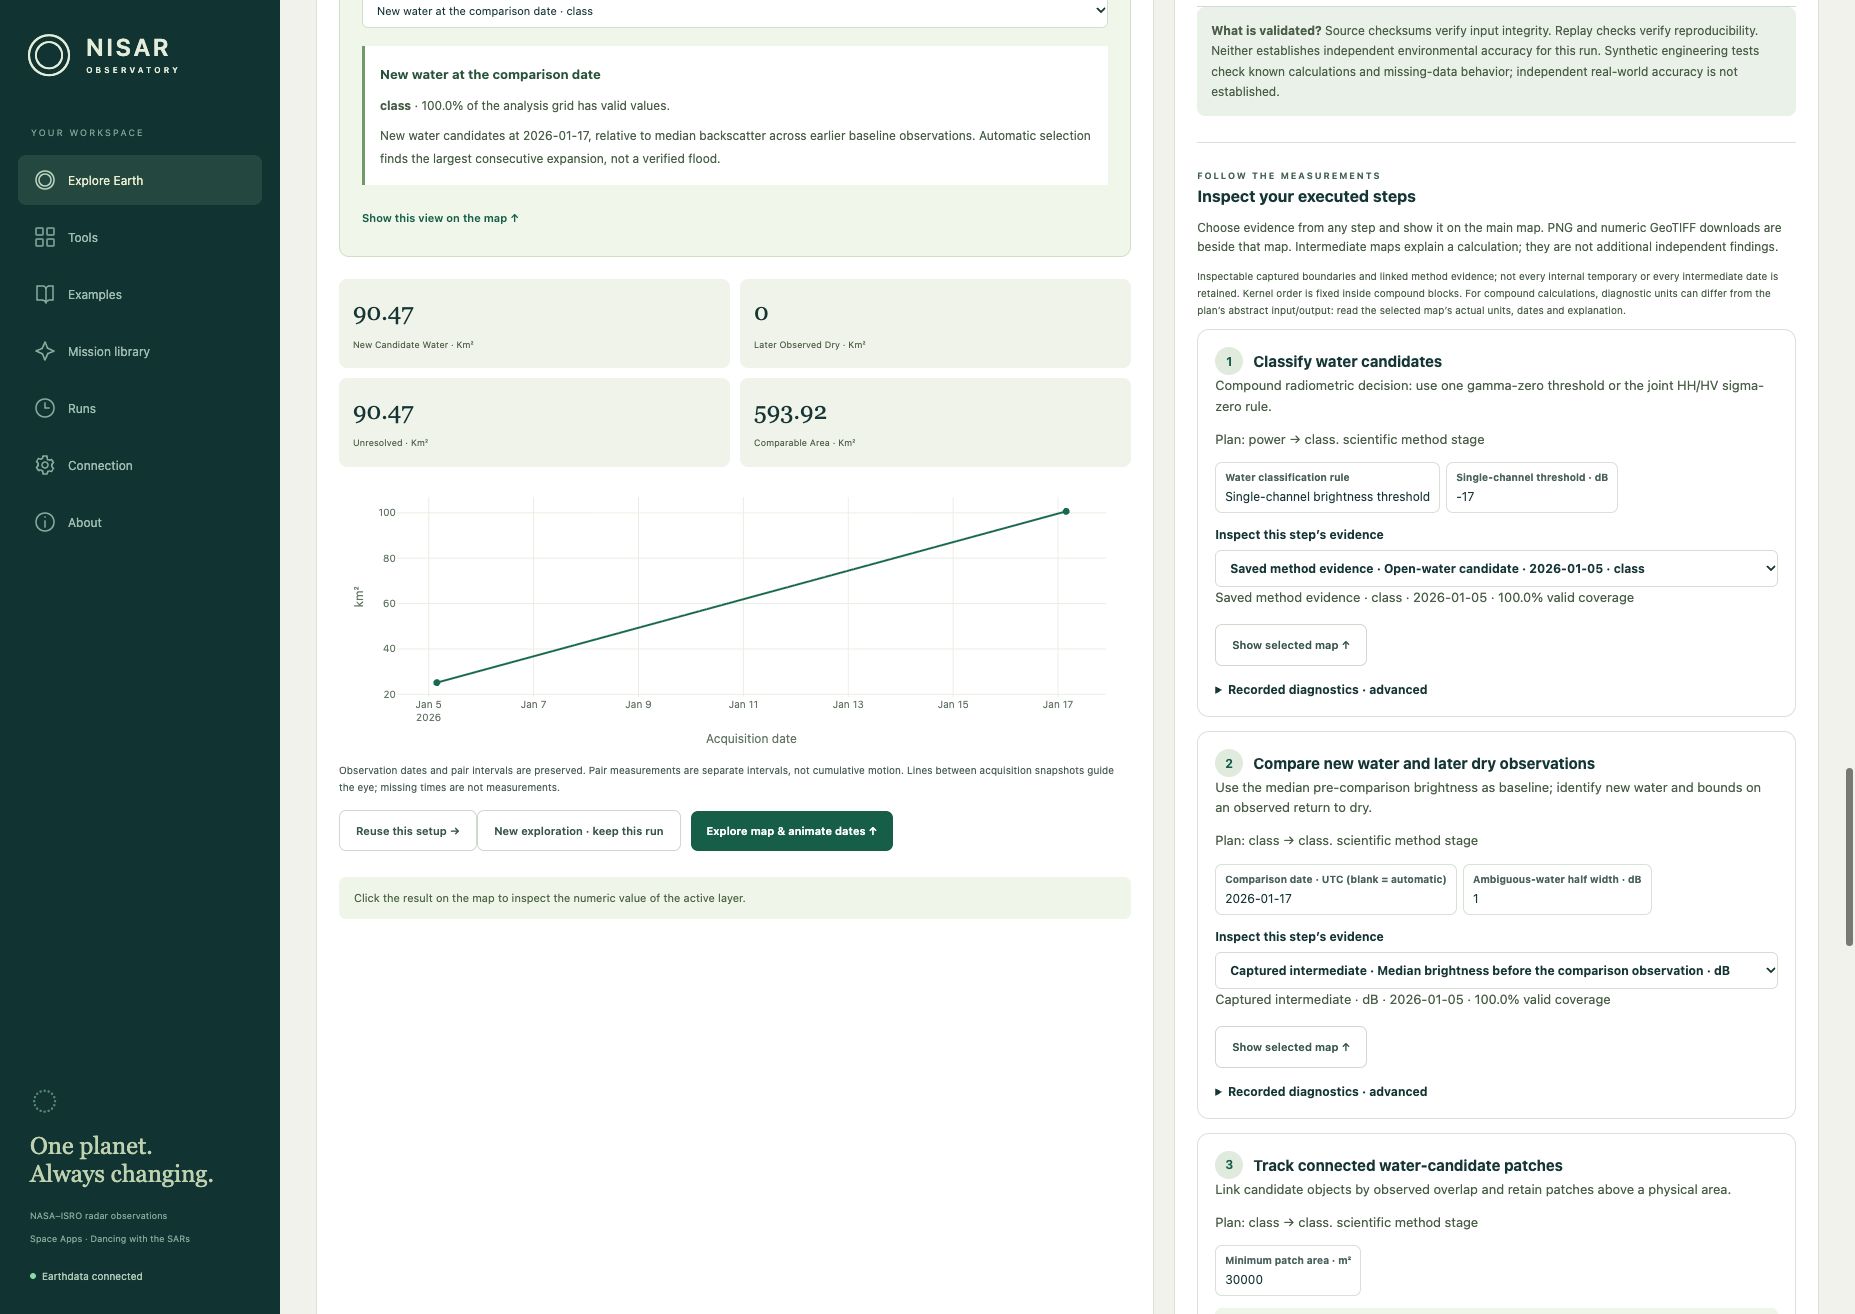 NISAR
OBSERVATORY
YOUR WORKSPACE
Explore Earth
Tools
Examples
Mission library
Runs
Connection
About
One planet.
Always changing.
NASA–ISRO radar observations
Space Apps · Dancing with the SARs
Earthdata connected
New water at the comparison date · class
New water at the comparison date
class · 100.0% of the analysis grid has valid values.
New water candidates at 2026-01-17, relative to median backscatter across earlier baseline observations. Automatic selection
finds the largest consecutive expansion, not a verified flood.
Show this view on the map ↑
90.47
New Candidate Water · Km²
0
Later Observed Dry · Km²
90.47
Unresolved · Km²
593.92
Comparable Area · Km²
km²
100
80
60
40
20
Jan 5
2026
Jan 7
Jan 9
Jan 11
Jan 13
Jan 15
Jan 17
Acquisition date
Observation dates and pair intervals are preserved. Pair measurements are separate intervals, not cumulative motion. Lines between acquisition snapshots guide
the eye; missing times are not measurements.
Reuse this setup →
New exploration · keep this run
Explore map & animate dates ↑
Click the result on the map to inspect the numeric value of the active layer.
What is validated? Source checksums verify input integrity. Replay checks verify reproducibility.
Neither establishes independent environmental accuracy for this run. Synthetic engineering tests
check known calculations and missing-data behavior; independent real-world accuracy is not
established.
FOLLOW THE MEASUREMENTS
Inspect your executed steps
Choose evidence from any step and show it on the main map. PNG and numeric GeoTIFF downloads are
beside that map. Intermediate maps explain a calculation; they are not additional independent findings.
Inspectable captured boundaries and linked method evidence; not every internal temporary or every intermediate date is
retained. Kernel order is fixed inside compound blocks. For compound calculations, diagnostic units can differ from the
plan's abstract input/output: read the selected map's actual units, dates and explanation.
1
Classify water candidates
Compound radiometric decision: use one gamma-zero threshold or the joint HH/HV sigma-
zero rule.
Plan: power → class. scientific method stage
Water classification rule
Single-channel brightness threshold
Single-channel threshold · dB
-17
Inspect this step's evidence
Saved method evidence · Open-water candidate · 2026-01-05 · class
Saved method evidence · class · 2026-01-05 · 100.0% valid coverage
Show selected map ↑
Recorded diagnostics · advanced
2
Compare new water and later dry observations
Use the median pre-comparison brightness as baseline; identify new water and bounds on
an observed return to dry.
Plan: class → class. scientific method stage
Comparison date · UTC (blank = automatic)
2026-01-17
Ambiguous-water half width · dB
1
Inspect this step's evidence
Captured intermediate · Median brightness before the comparison observation · dB
Captured intermediate · dB · 2026-01-05 · 100.0% valid coverage
Show selected map ↑
Recorded diagnostics · advanced
3
Track connected water-candidate patches
Link candidate objects by observed overlap and retain patches above a physical area.
Plan: class → class. scientific method stage
Minimum patch area · m²
30000